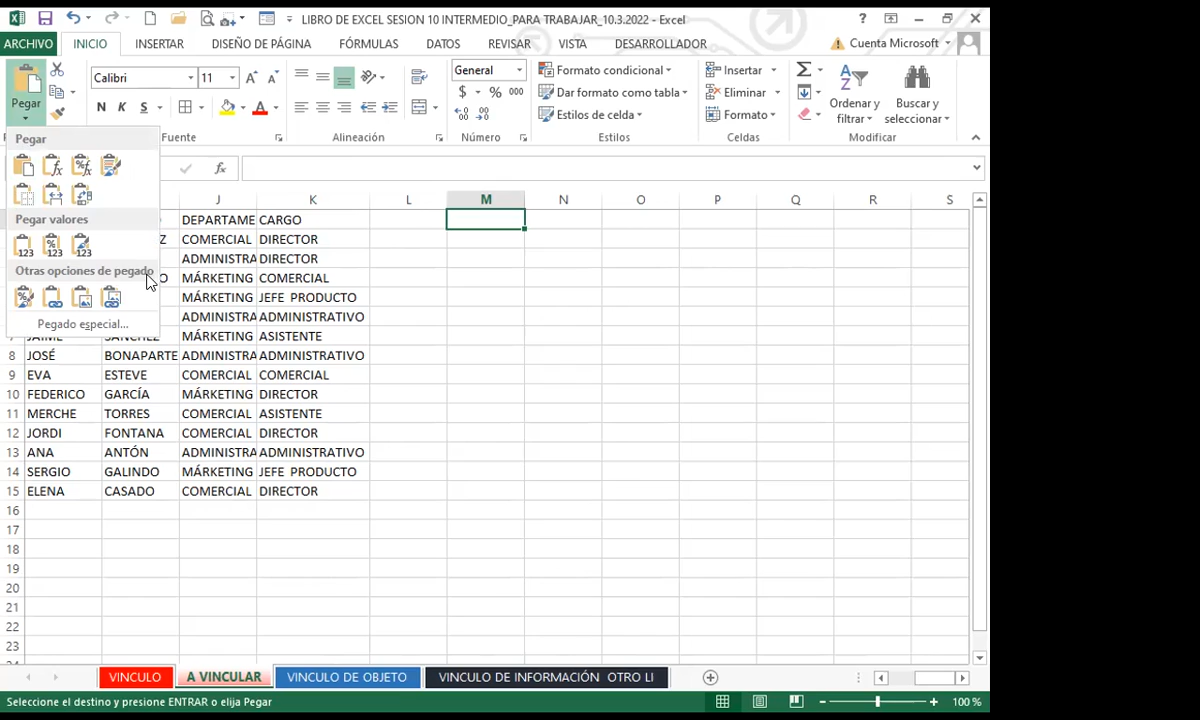 LIBRO DE EXCEL SESION 10 INTERMEDIO_PARA TRABAJAR_10.3.2022 - Excel
ARCHIVO INICIO INSERTAR DISEÑO DE PÁGINA FÓRMULAS DATOS REVISAR VISTA DESARROLLADOR Cuenta Microsoft
Pegar
Calibri 11
N K S
Fuente
Alineación
General
$ % 000
Número
Formato condicional
Dar formato como tabla
Estilos de celda
Estilos
Insertar
Eliminar
Formato
Celdas
Ordenar y filtrar
Buscar y seleccionar
Modificar
Pegar
Pegar valores
123 123 123
Otras opciones de pegado
Pegado especial...
J K L M N O P Q R S
DEPARTAME CARGO
Z COMERCIAL DIRECTOR
ADMINISTRA DIRECTOR
O MÁRKETING COMERCIAL
MÁRKETING JEFE PRODUCTO
ADMINISTRA ADMINISTRATIVO
7 JAIME SÁNCHEZ MÁRKETING ASISTENTE
8 JOSÉ BONAPARTE ADMINISTRA ADMINISTRATIVO
9 EVA ESTEVE COMERCIAL COMERCIAL
10 FEDERICO GARCÍA MÁRKETING DIRECTOR
11 MERCHE TORRES COMERCIAL ASISTENTE
12 JORDI FONTANA COMERCIAL DIRECTOR
13 ANA ANTÓN ADMINISTRA ADMINISTRATIVO
14 SERGIO GALINDO MÁRKETING JEFE PRODUCTO
15 ELENA CASADO COMERCIAL DIRECTOR
16
17
18
19
20
21
22
23
VINCULO A VINCULAR VINCULO DE OBJETO VINCULO DE INFORMACIÓN OTRO LI
Seleccione el destino y presione ENTRAR o elija Pegar 100 %